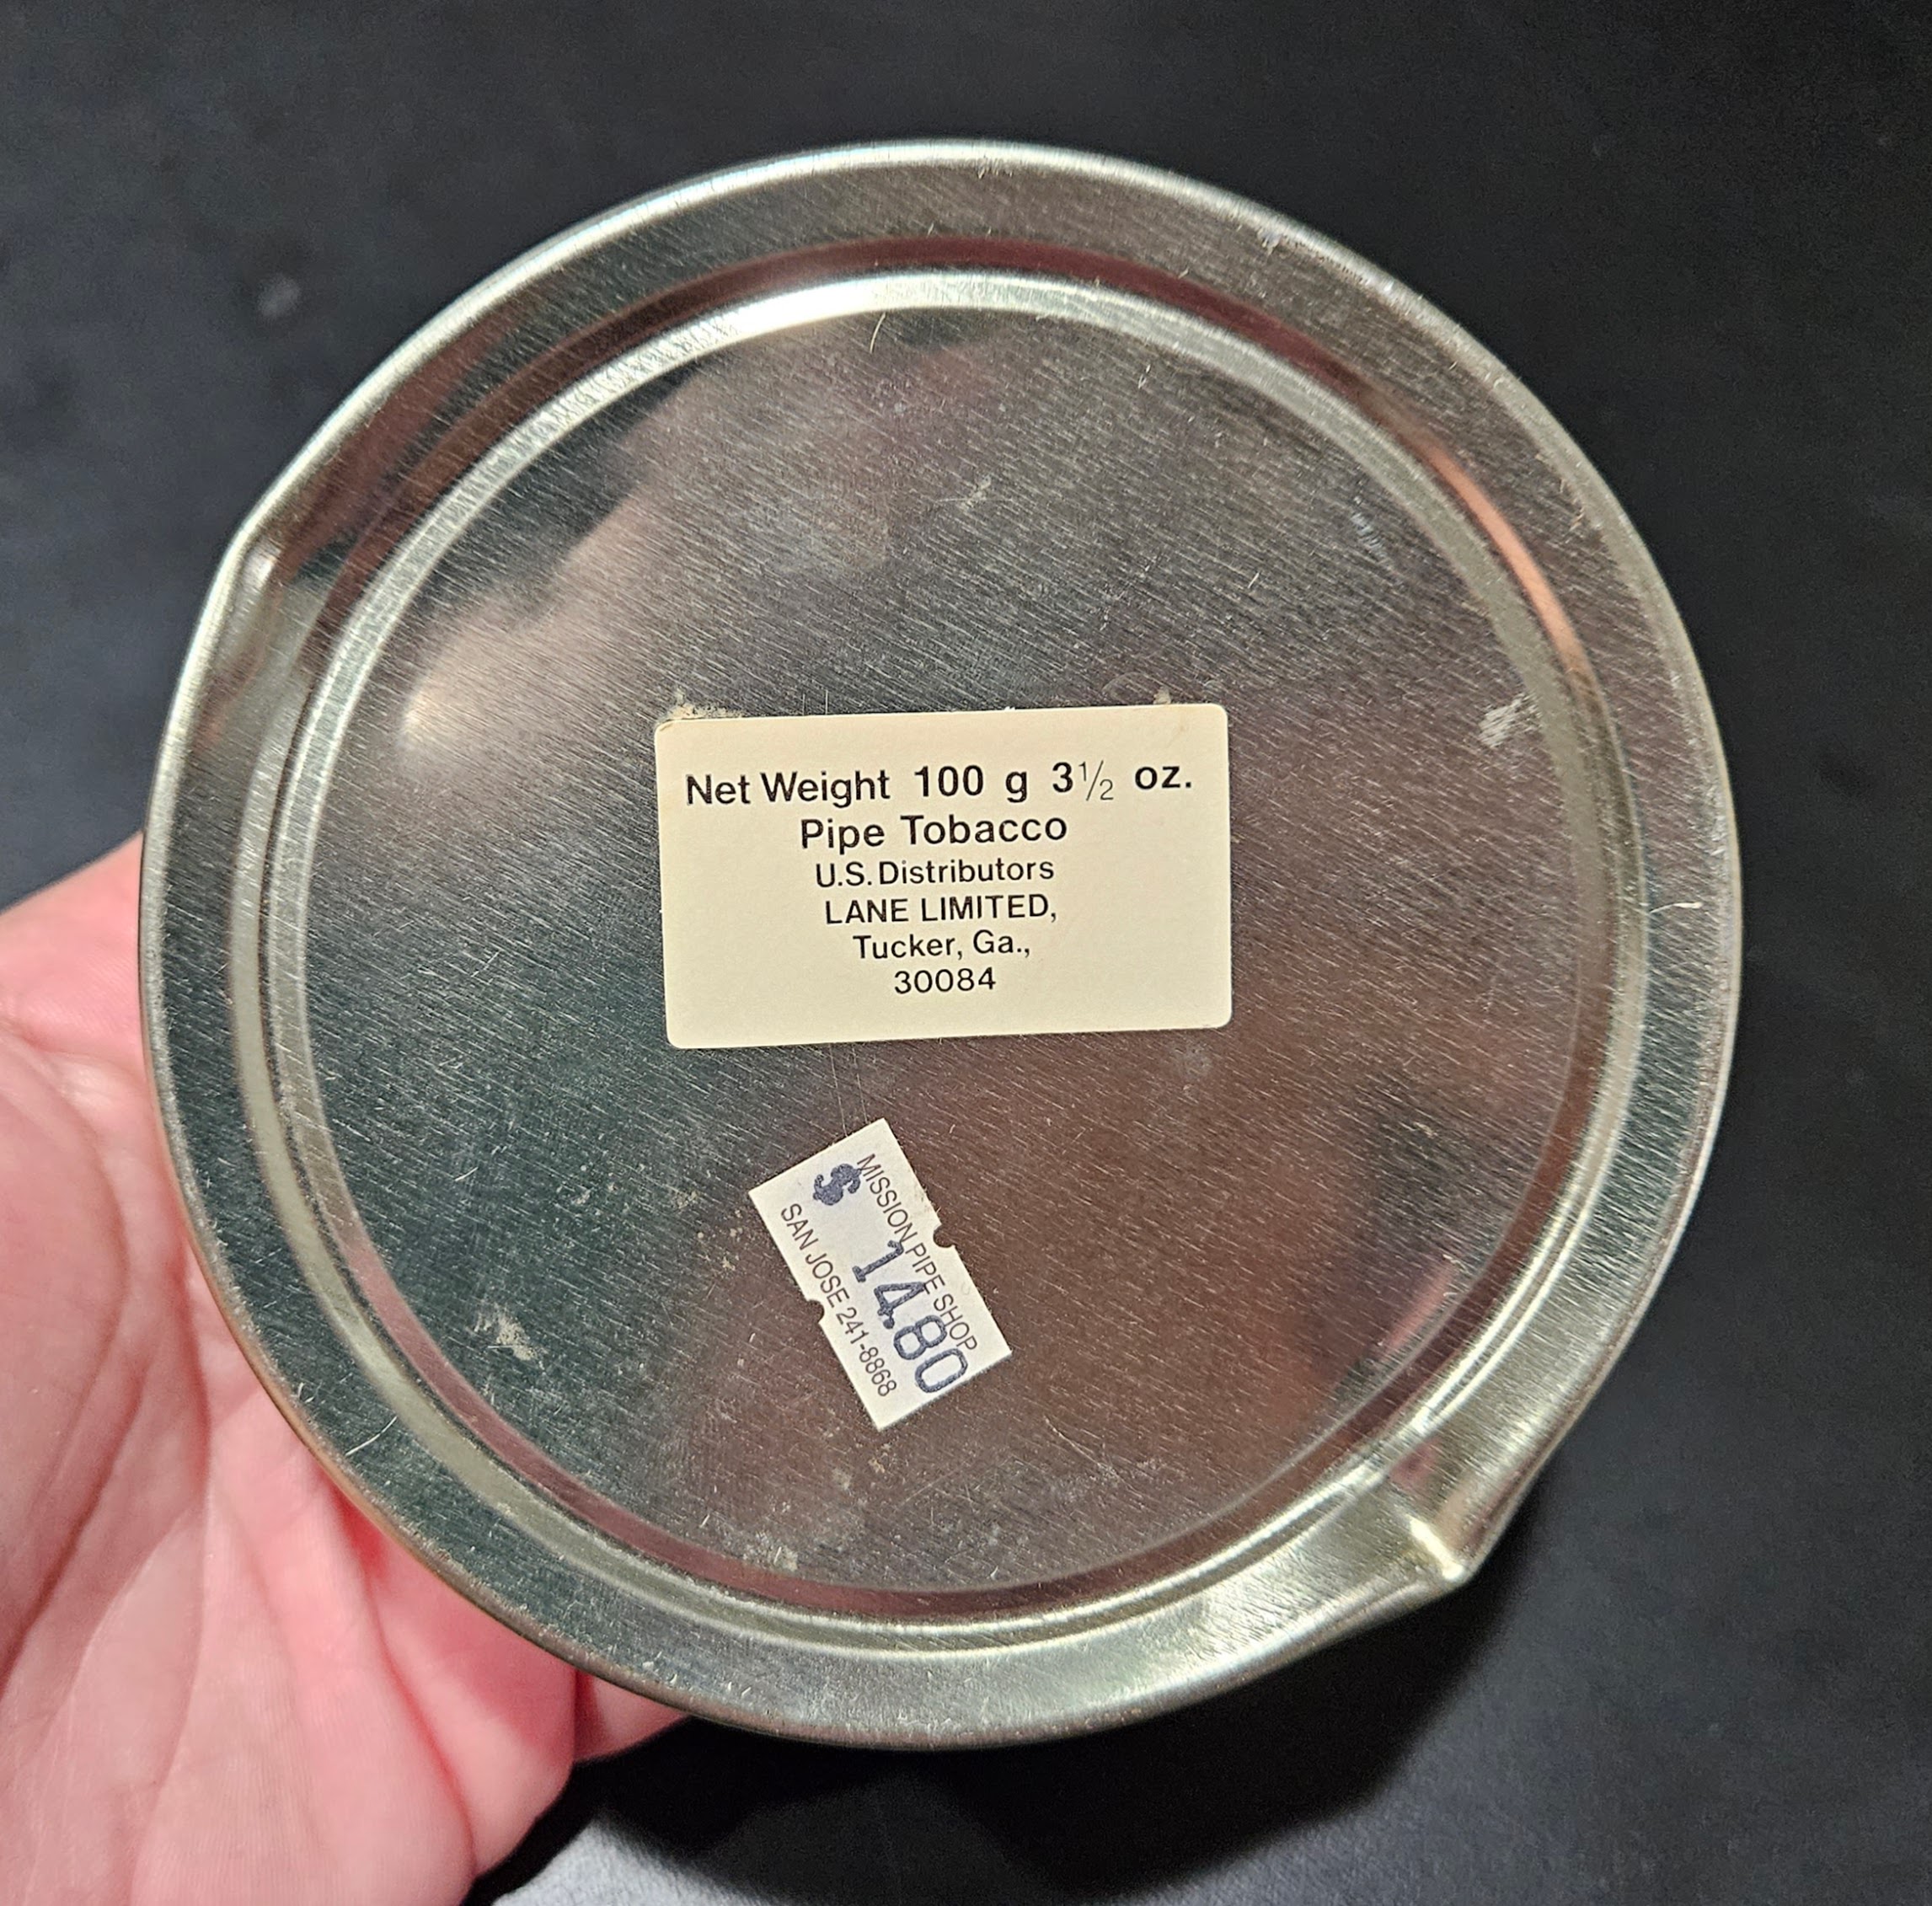 Net Weight 100 g 3½ oz.
Pipe Tobacco
U.S. Distributors
LANE LIMITED,
Tucker, Ga.,
30084
MISSION PIPE SHOP
$ 14.80
SAN JOSE 241-8868